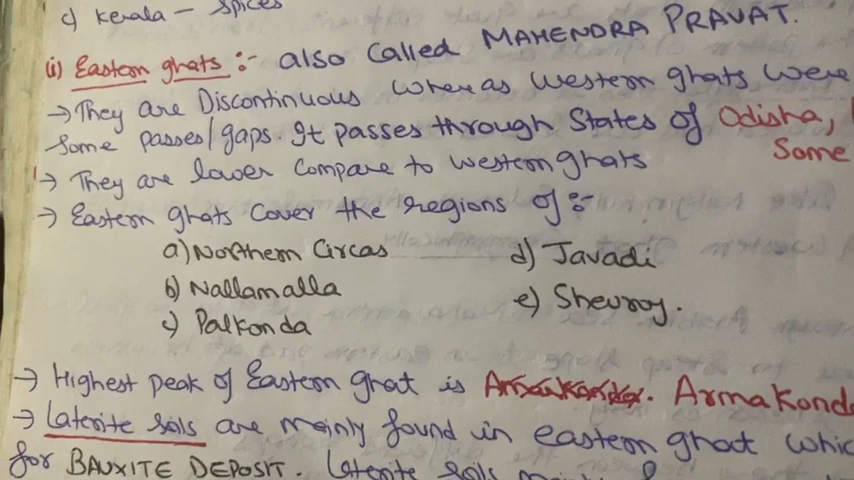 c) Kerala - Spices
(ii) Eastern ghats :- also called MAHENDRA PRAVAT.
→ They are Discontinuous whereas western ghats were
some passes/gaps. It passes through States of Odisha,
Some
→ They are lower compare to western ghats
→ Eastern ghats cover the regions of :-
a) Northern Circas d) Javadi
b) Nallamalla e) Shevroy.
c) Palkonda
→ Highest peak of Eastern ghat is Armakond
→ Laterite soils are mainly found in eastern ghat whic
for BAUXITE DEPOSIT. Laterite soils